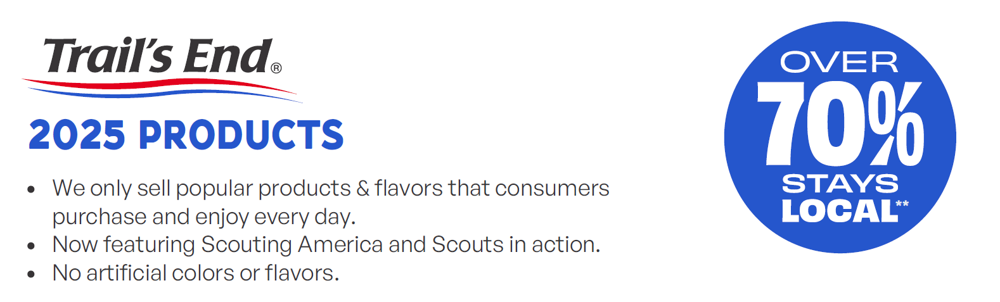 Trail's End®
2025 PRODUCTS
• We only sell popular products & flavors that consumers
purchase and enjoy every day.
• Now featuring Scouting America and Scouts in action.
• No artificial colors or flavors.
OVER
70%
STAYS
LOCAL**